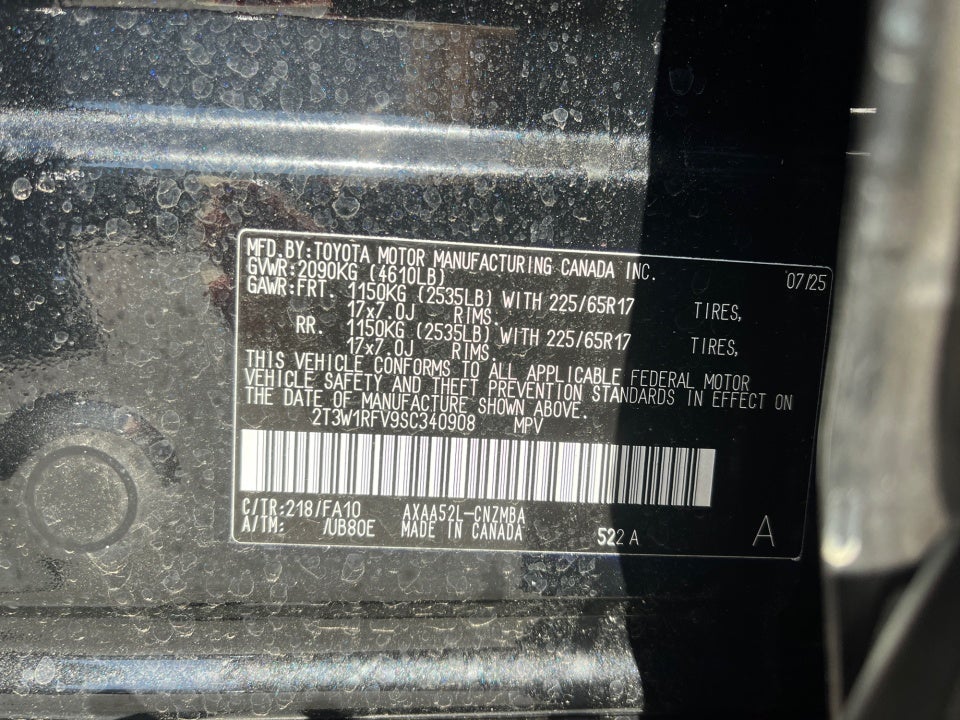 MFD.BY:TOYOTA MOTOR MANUFACTURING CANADA INC. 07/25
GVWR:2090KG (4610LB)
GAWR:FRT. 1150KG (2535LB) WITH 225/65R17 TIRES,
17x7.0J RIMS.
RR. 1150KG (2535LB) WITH 225/65R17 TIRES,
17x7.0J RIMS.
THIS VEHICLE CONFORMS TO ALL APPLICABLE FEDERAL MOTOR
VEHICLE SAFETY AND THEFT PREVENTION STANDARDS IN EFFECT ON
THE DATE OF MANUFACTURE SHOWN ABOVE.
2T3W1RFV9SC340908 MPV
C/TR:218/FA10 AXAA52L-CNZMBA
A/TM: /UB80E MADE IN CANADA 522 A A